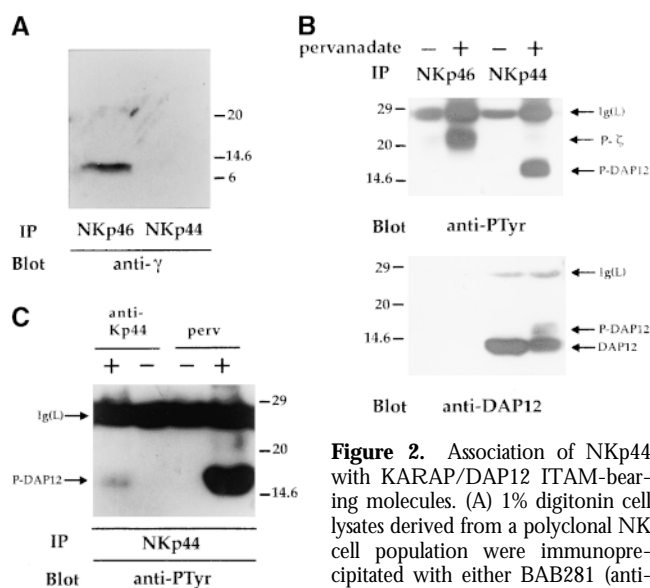 A
20
14.6
6
IP NKp46 NKp44
Blot anti-γ
B
pervanadate − + − +
IP NKp46 NKp44
29 Ig(L)
20 P-ζ
14.6 P-DAP12
Blot anti-PTyr
29 Ig(L)
20
14.6 P-DAP12
DAP12
Blot anti-DAP12
C
anti-
Kp44 perv
+ − − +
Ig(L) 29
20
P-DAP12 14.6
IP NKp44
Blot anti-PTyr
Figure 2. Association of NKp44
with KARAP/DAP12 ITAM-bear-
ing molecules. (A) 1% digitonin cell
lysates derived from a polyclonal NK
cell population were immunopre-
cipitated with either BAB281 (anti-